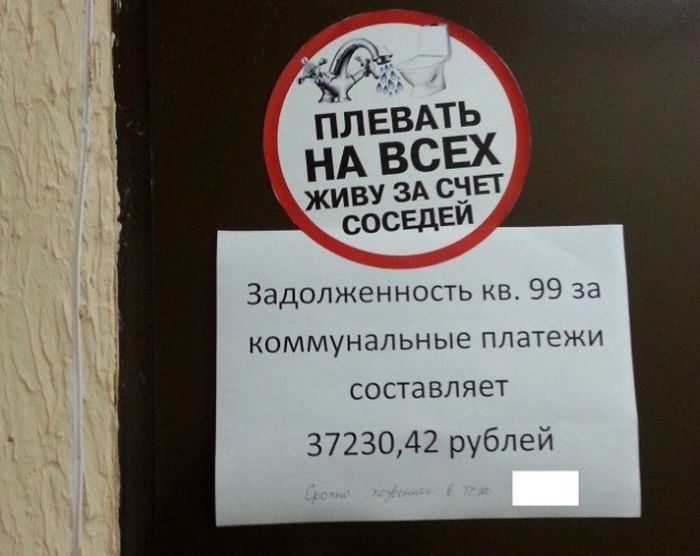 ПЛЕВАТЬ
НА ВСЕХ
ЖИВУ ЗА СЧЕТ
СОСЕДЕЙ
Задолженность кв. 99 за
коммунальные платежи
составляет
37230,42 рублей
Срочно позвоните в